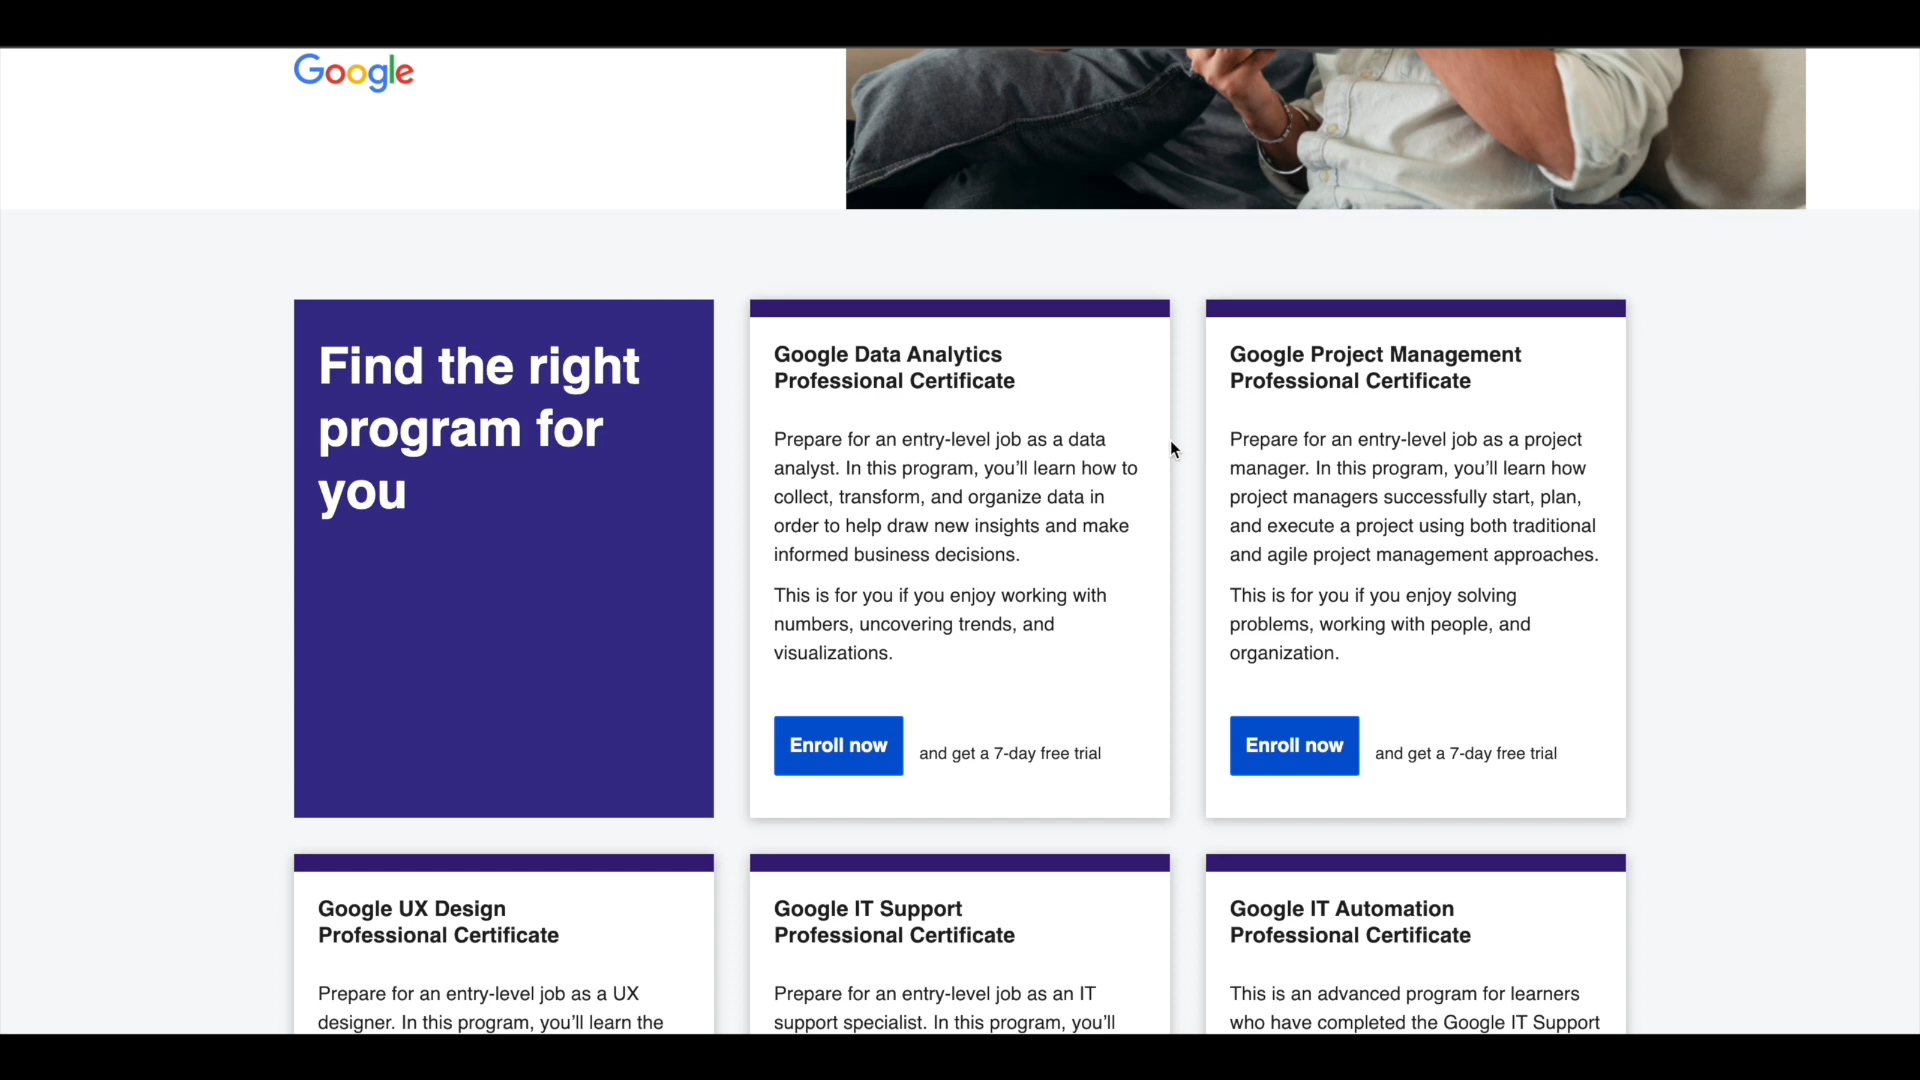 Google
Find the right
program for
you
Google Data Analytics
Professional Certificate
Prepare for an entry-level job as a data
analyst. In this program, you’ll learn how to
collect, transform, and organize data in
order to help draw new insights and make
informed business decisions.
This is for you if you enjoy working with
numbers, uncovering trends, and
visualizations.
Enroll now
and get a 7-day free trial
Google Project Management
Professional Certificate
Prepare for an entry-level job as a project
manager. In this program, you’ll learn how
project managers successfully start, plan,
and execute a project using both traditional
and agile project management approaches.
This is for you if you enjoy solving
problems, working with people, and
organization.
Enroll now
and get a 7-day free trial
Google UX Design
Professional Certificate
Prepare for an entry-level job as a UX
designer. In this program, you’ll learn the
Google IT Support
Professional Certificate
Prepare for an entry-level job as an IT
support specialist. In this program, you’ll
Google IT Automation
Professional Certificate
This is an advanced program for learners
who have completed the Google IT Support